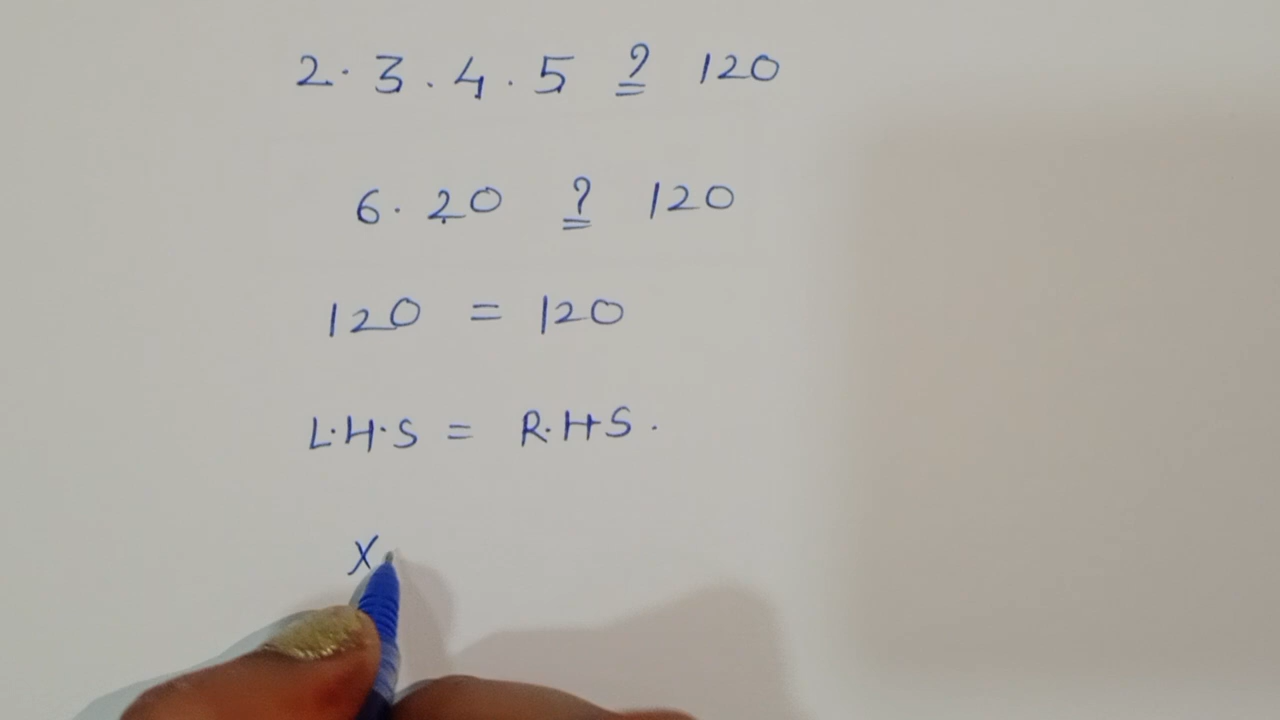 2 · 3 . 4 . 5 ≟ 120
6 · 20 ≟ 120
120 = 120
L.H.S = R.H.S.
x